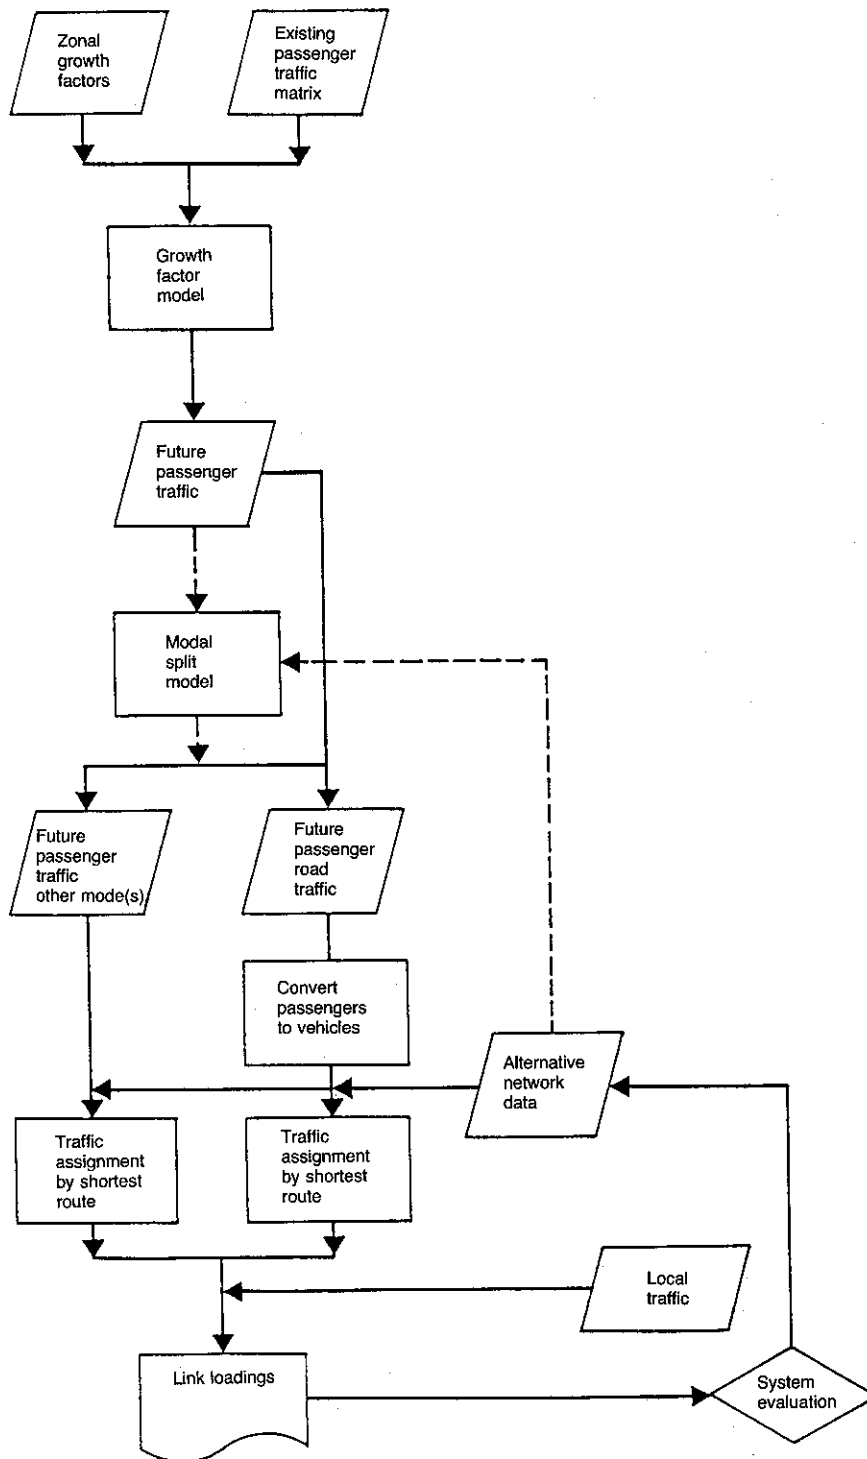 Zonal
growth
factors
Existing
passenger
traffic
matrix
Growth
factor
model
Future
passenger
traffic
Modal
split
model
Future
passenger
traffic
other mode(s)
Future
passenger
road
traffic
Convert
passengers
to vehicles
Alternative
network
data
Traffic
assignment
by shortest
route
Traffic
assignment
by shortest
route
Local
traffic
Link loadings
System
evaluation